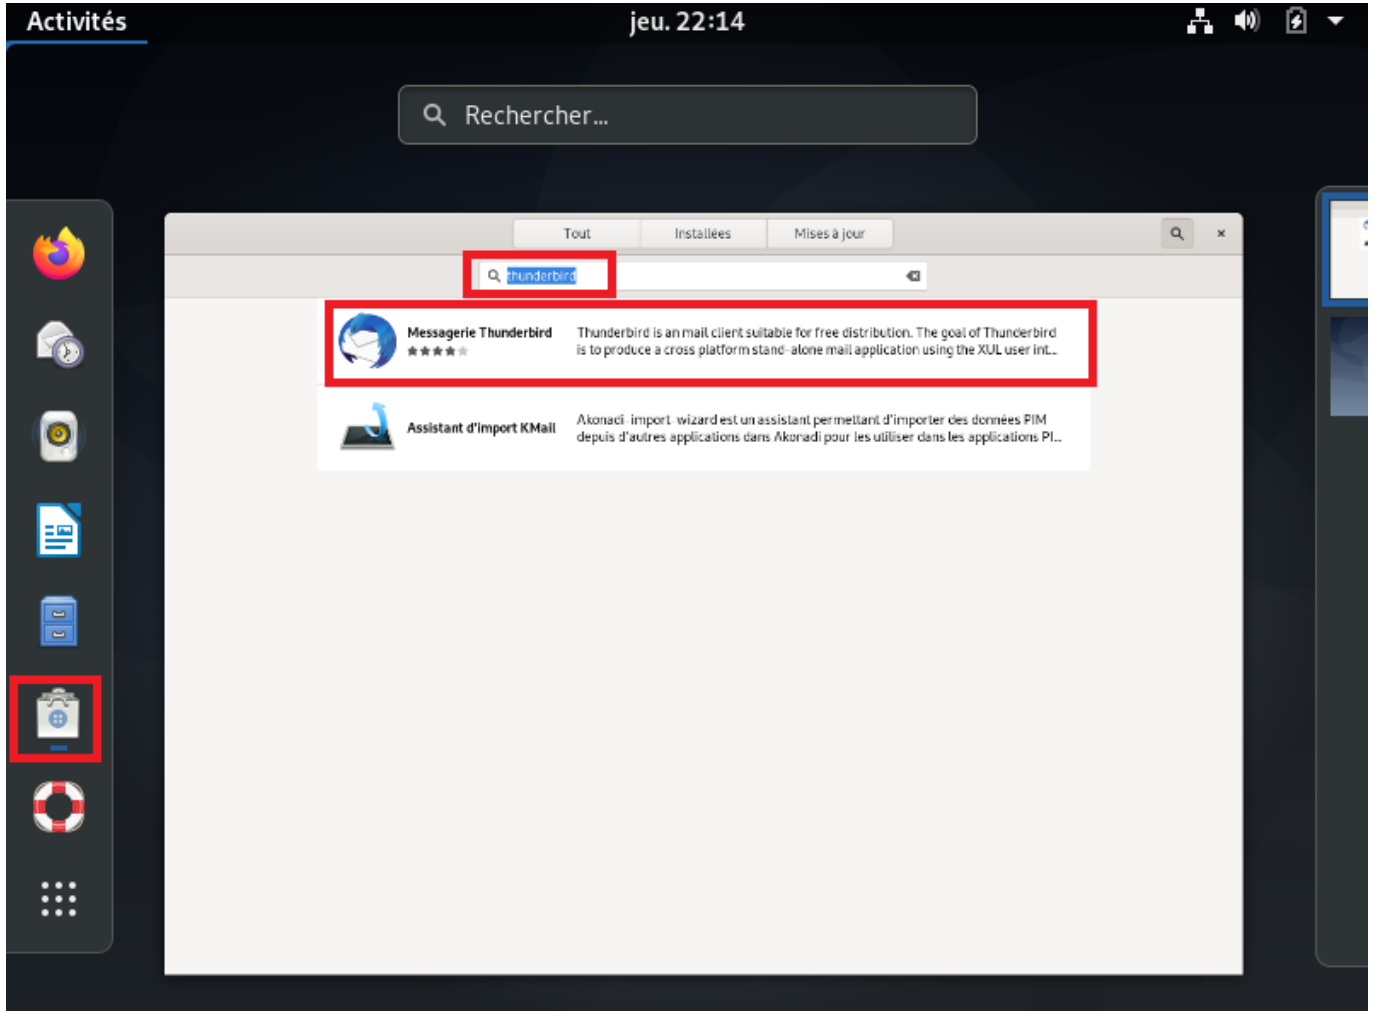 Activités
jeu. 22:14
Rechercher...
Tout
Installées
Mises à jour
thunderbird
Messagerie Thunderbird
Thunderbird is an mail client suitable for free distribution. The goal of Thunderbird
is to produce a cross platform stand-alone mail application using the XUL user int...
Assistant d'import KMail
Akonadi-import-wizard est un assistant permettant d'importer des données PIM
depuis d'autres applications dans Akonadi pour les utiliser dans les applications PI...